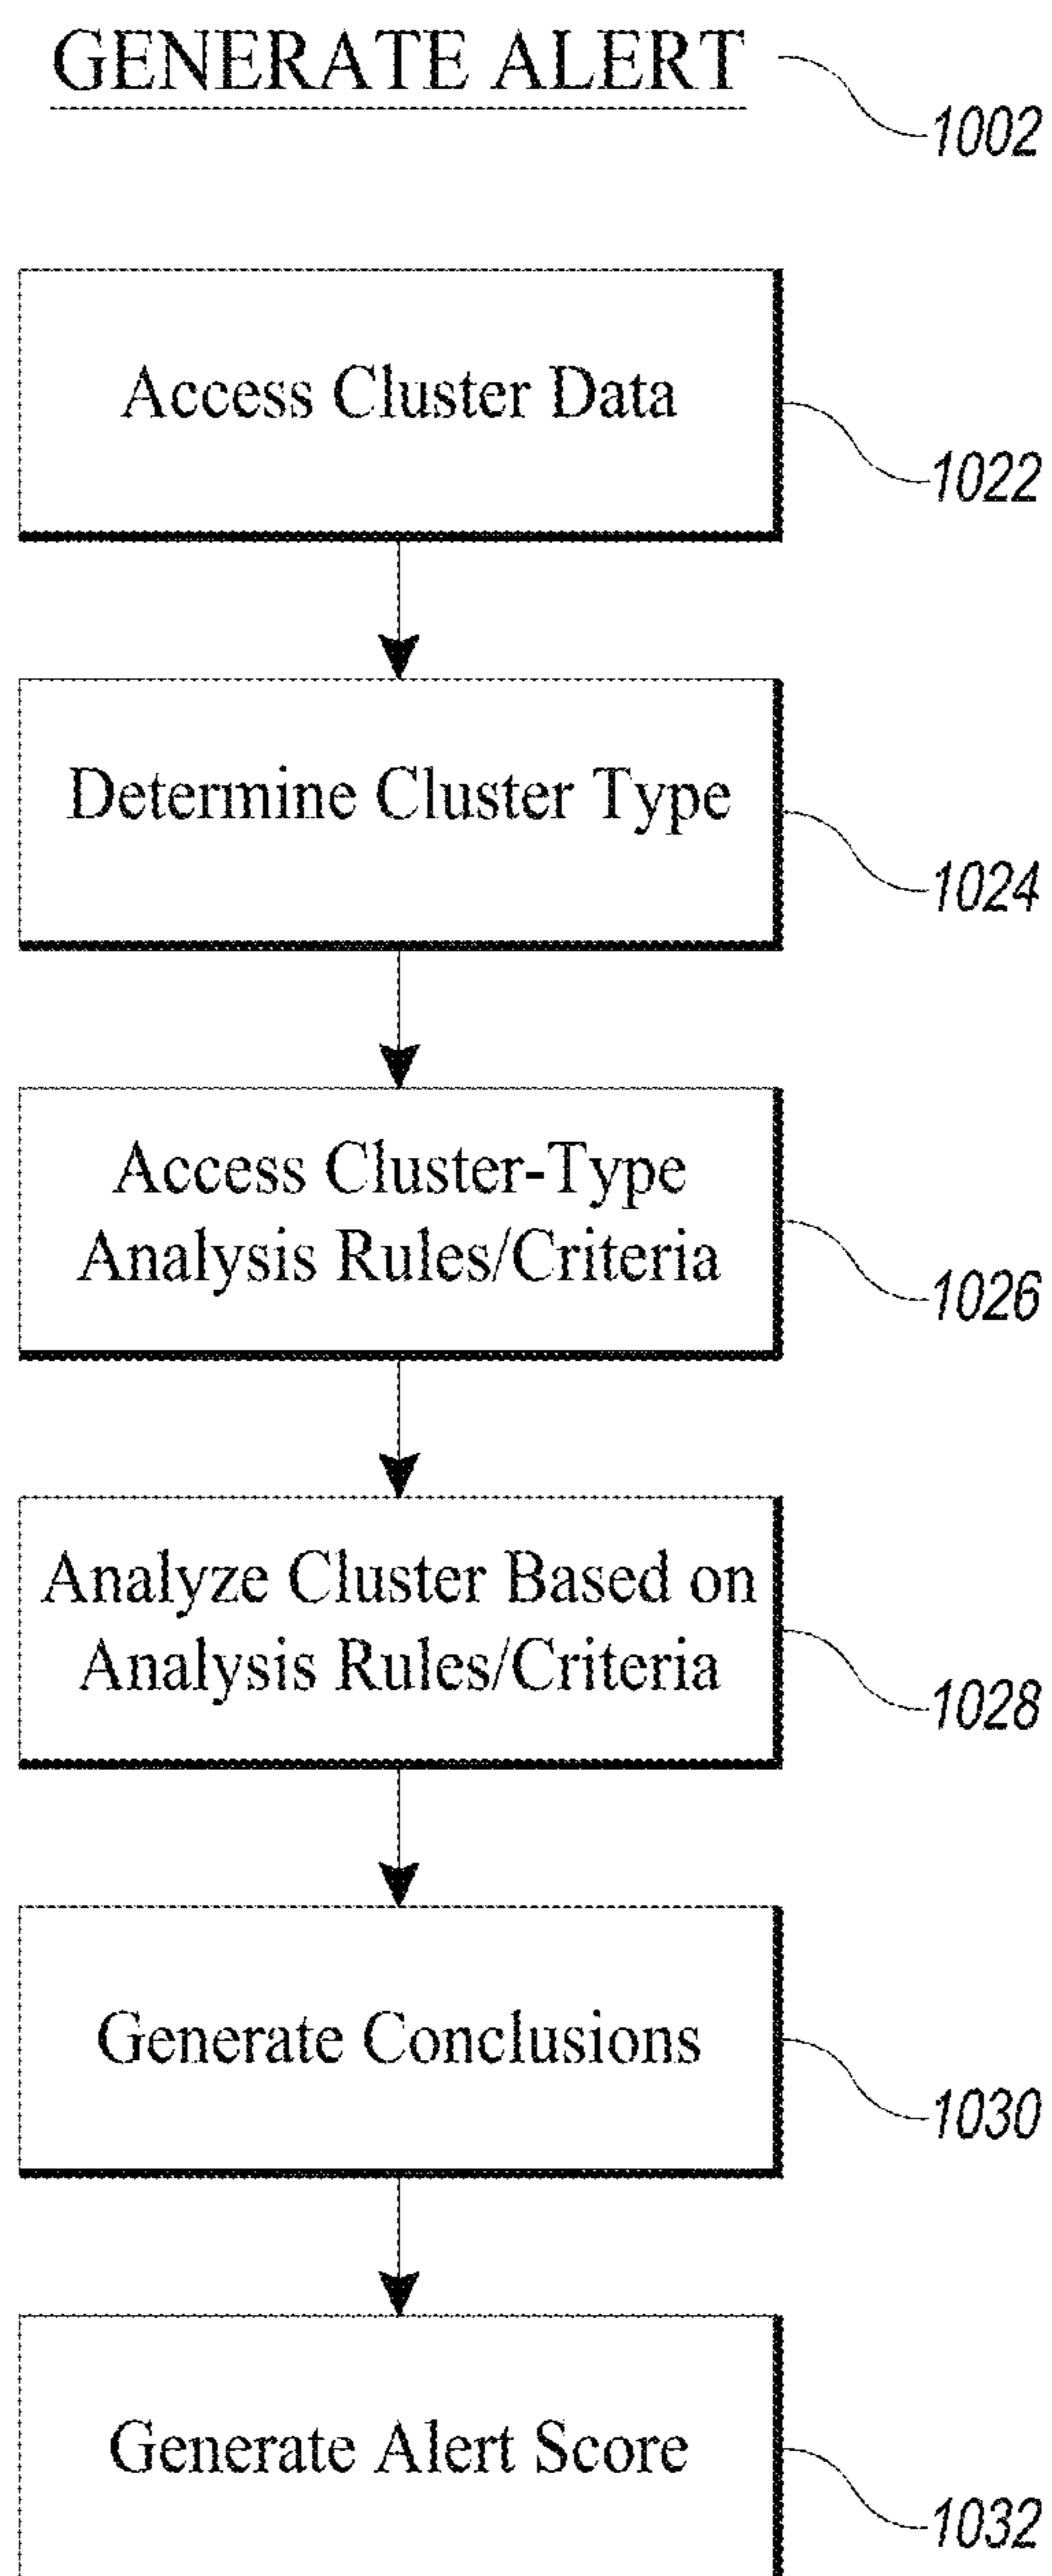 GENERATE ALERT
1002
Access Cluster Data
1022
Determine Cluster Type
1024
Access Cluster-Type
Analysis Rules/Criteria
1026
Analyze Cluster Based on
Analysis Rules/Criteria
1028
Generate Conclusions
1030
Generate Alert Score
1032